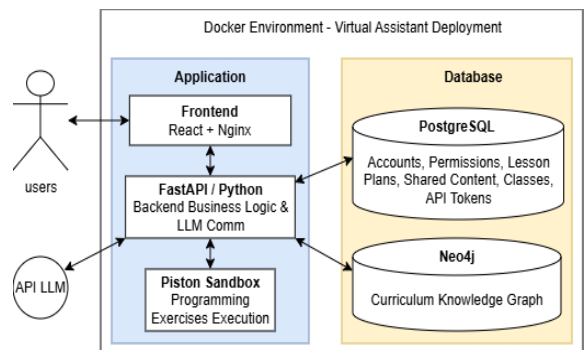 Docker Environment - Virtual Assistant Deployment
Application
Frontend
React + Nginx
FastAPI / Python
Backend Business Logic &
LLM Comm
Piston Sandbox
Programming
Exercises Execution
users
API LLM
Database
PostgreSQL
Accounts, Permissions, Lesson
Plans, Shared Content, Classes,
API Tokens
Neo4j
Curriculum Knowledge Graph